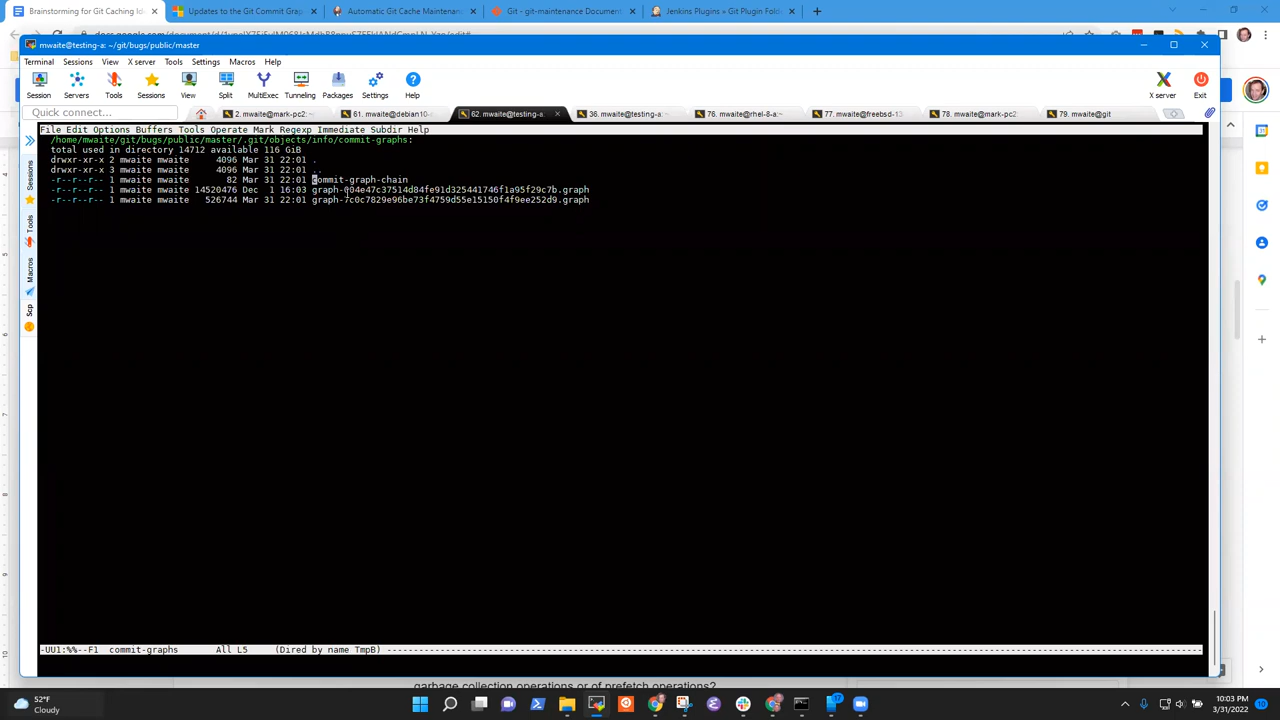 Brainstorming for Git Caching Ide
Updates to the Git Commit Grap
Automatic Git Cache Maintenanc
Git - git-maintenance Document
Jenkins Plugins » Git Plugin Fold
mwaite@testing-a: ~/git/bugs/public/master
Terminal Sessions View X server Tools Settings Macros Help
Session Servers Tools Sessions View Split MultiExec Tunneling Packages Settings Help X server Exit
Quick connect...
2. mwaite@mark-pc2:~
61. mwaite@debian10-
62. mwaite@testing-a:
36. mwaite@testing-a: ~
76. mwaite@rhel-8-a:~
77. mwaite@freebsd-13
78. mwaite@mark-pc2
79. mwaite@git
Sessions
Tools
Macros
Scp
File Edit Options Buffers Tools Operate Mark Regexp Immediate Subdir Help
/home/mwaite/git/bugs/public/master/.git/objects/info/commit-graphs:
total used in directory 14712 available 116 GiB
drwxr-xr-x 2 mwaite mwaite 4096 Mar 31 22:01 .
drwxr-xr-x 3 mwaite mwaite 4096 Mar 31 22:01 ..
-r--r--r-- 1 mwaite mwaite 82 Mar 31 22:01 commit-graph-chain
-r--r--r-- 1 mwaite mwaite 14520476 Dec 1 16:03
-r--r--r-- 1 mwaite mwaite 526744 Mar 31 22:01 graph-7c0c7829e96be73f4759d55e15150f4f9ee252d9.graph
-UU1:%%--F1 commit-graphs All L5 (Dired by name TmpB)
garbage collection operations or of prefetch operations?
52°F
Cloudy
10:03 PM
3/31/2022